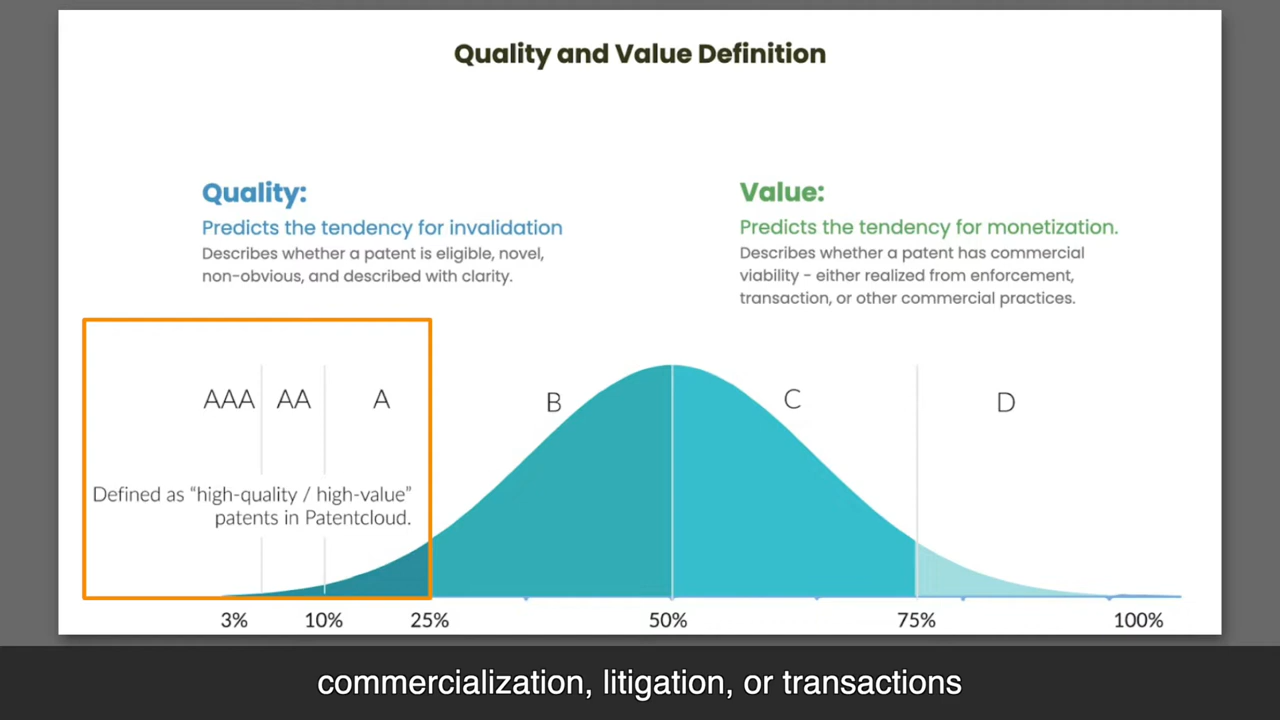 Quality and Value Definition
Quality:
Predicts the tendency for invalidation
Describes whether a patent is eligible, novel,
non-obvious, and described with clarity.
Value:
Predicts the tendency for monetization.
Describes whether a patent has commercial
viability - either realized from enforcement,
transaction, or other commercial practices.
AAA AA A B C D
Defined as “high-quality / high-value”
patents in Patentcloud.
3% 10% 25% 50% 75% 100%
commercialization, litigation, or transactions